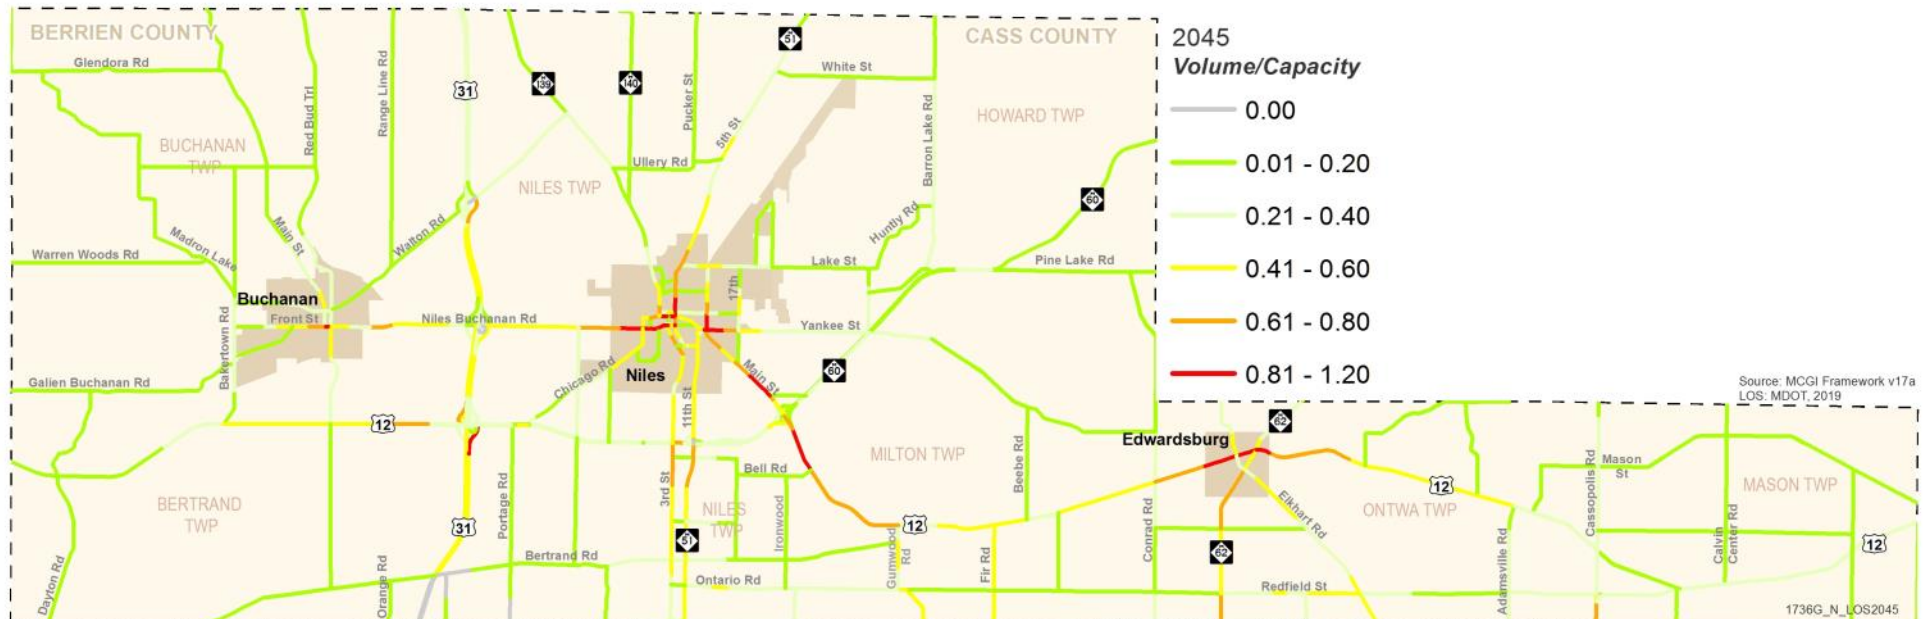 BERRIEN COUNTY
CASS COUNTY
51
2045
Volume/Capacity
Glendora Rd
White St
31
139
140
Red Bud Trl
Range Line Rd
Pucker St
5th St
Barron Lake Rd
HOWARD TWP
0.00
BUCHANAN
TWP
Ullery Rd
0.01 - 0.20
NILES TWP
60
0.21 - 0.40
Main St
Walton Rd
Huntly Rd
Madron Lake
Warren Woods Rd
Lake St
Pine Lake Rd
0.41 - 0.60
17th
Buchanan
Front St
Niles Buchanan Rd
Yankee St
0.61 - 0.80
Bakertown Rd
Galien Buchanan Rd
Chicago Rd
Niles
Main St
60
0.81 - 1.20
Source: MCGI Framework v17a
LOS: MDOT, 2019
11th St
12
62
Edwardsburg
MILTON TWP
Beebe Rd
Bell Rd
3rd St
Cassopolis Rd
Mason
St
MASON TWP
12
BERTRAND
TWP
Portage Rd
31
NILES
TWP
Ironwood
12
Elkhart Rd
ONTWA TWP
51
Bertrand Rd
Gumwood
Rd
Fir Rd
Conrad Rd
62
Adamsville Rd
Calvin
Center Rd
12
Dayton Rd
Orange Rd
Ontario Rd
Redfield St
1736G_N_LOS2045